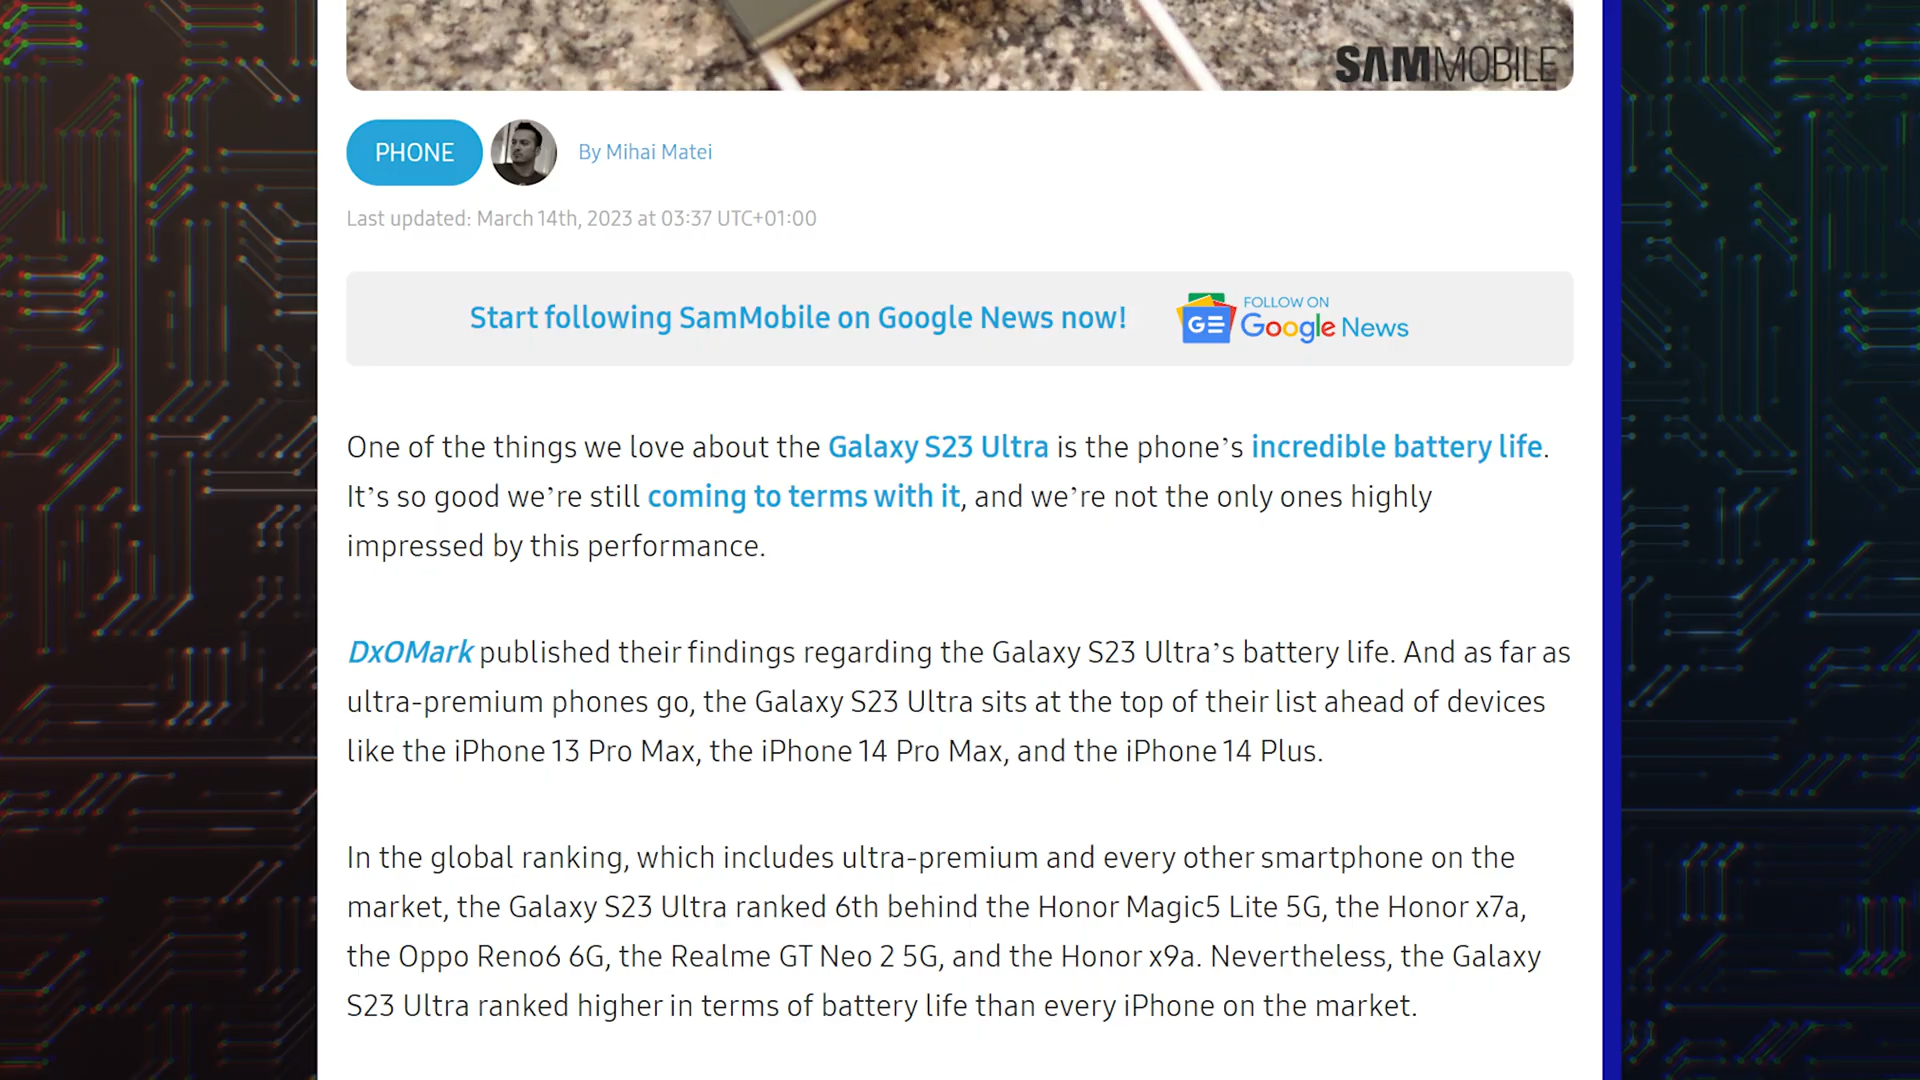 SAMMOBILE
PHONE
By Mihai Matei
Last updated: March 14th, 2023 at 03:37 UTC+01:00
Start following SamMobile on Google News now!
GE
FOLLOW ON
Google News
One of the things we love about the Galaxy S23 Ultra is the phone’s incredible battery life.
It’s so good we’re still coming to terms with it, and we’re not the only ones highly
impressed by this performance.
DxOMark published their findings regarding the Galaxy S23 Ultra’s battery life. And as far as
ultra-premium phones go, the Galaxy S23 Ultra sits at the top of their list ahead of devices
like the iPhone 13 Pro Max, the iPhone 14 Pro Max, and the iPhone 14 Plus.
In the global ranking, which includes ultra-premium and every other smartphone on the
market, the Galaxy S23 Ultra ranked 6th behind the Honor Magic5 Lite 5G, the Honor x7a,
the Oppo Reno6 6G, the Realme GT Neo 2 5G, and the Honor x9a. Nevertheless, the Galaxy
S23 Ultra ranked higher in terms of battery life than every iPhone on the market.